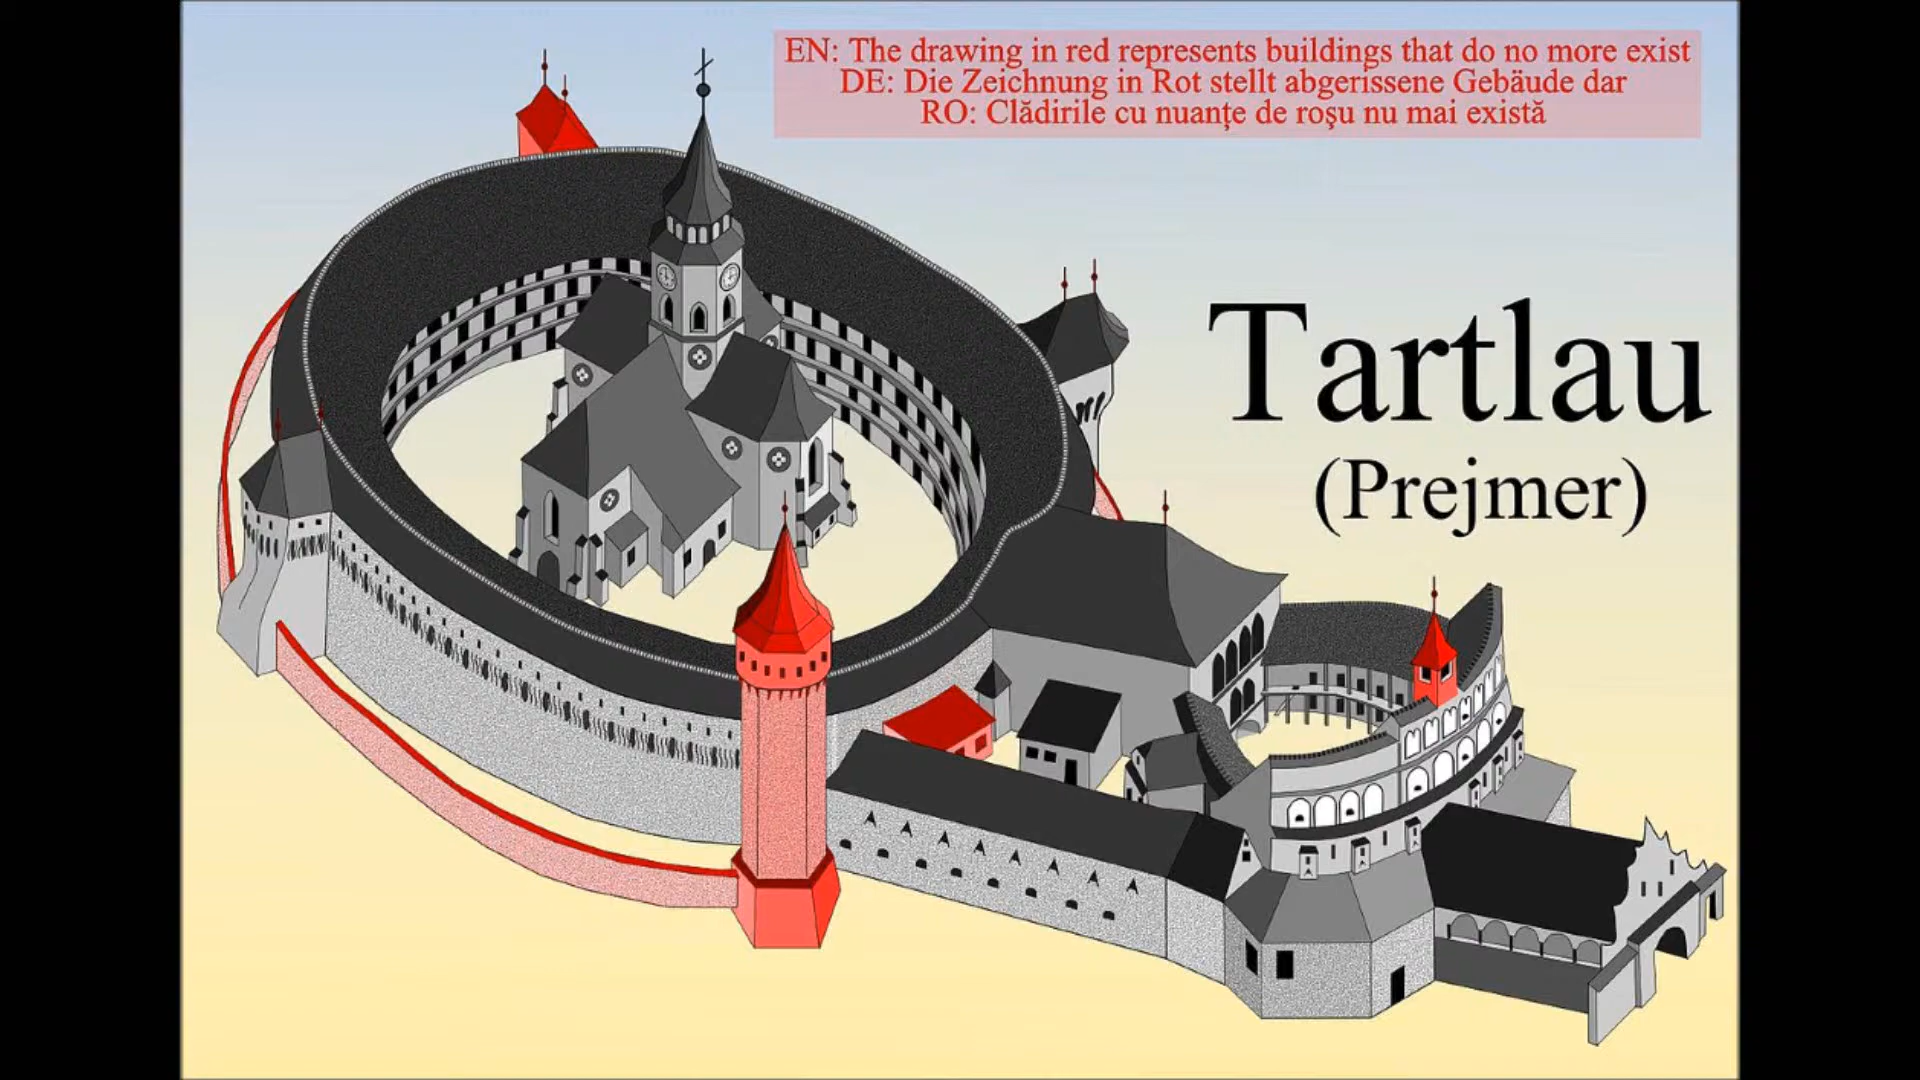 EN: The drawing in red represents buildings that do no more exist
DE: Die Zeichnung in Rot stellt abgerissene Gebäude dar
RO: Clădirile cu nuanțe de roşu nu mai există
Tartlau
(Prejmer)